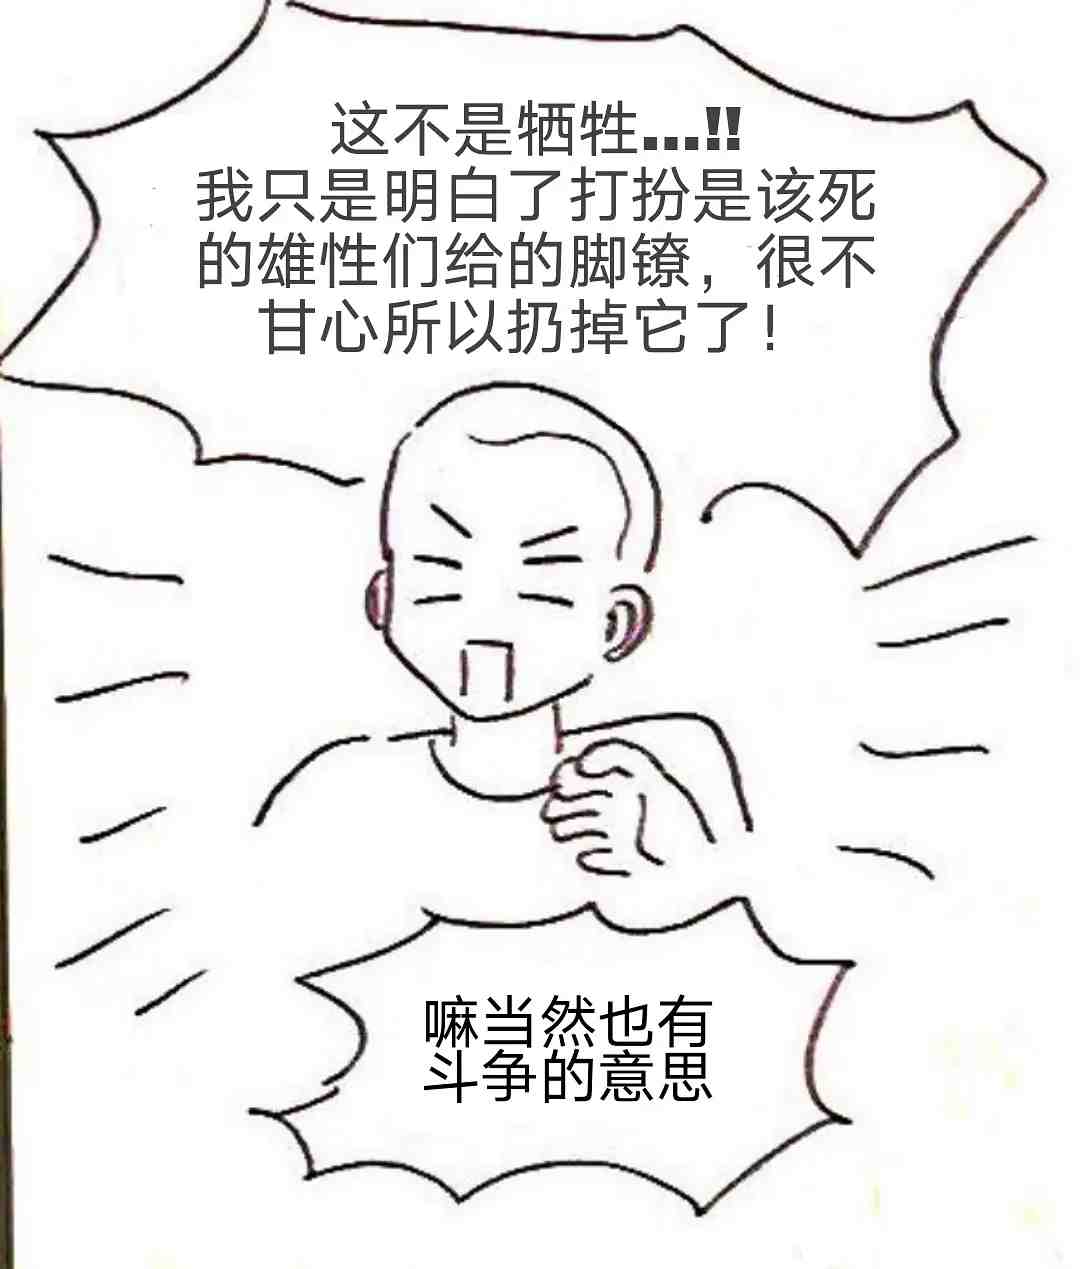 这不是牺牲...!!
我只是明白了打扮是该死
的雄性们给的脚镣，很不
甘心所以扔掉它了！
嘛当然也有
斗争的意思